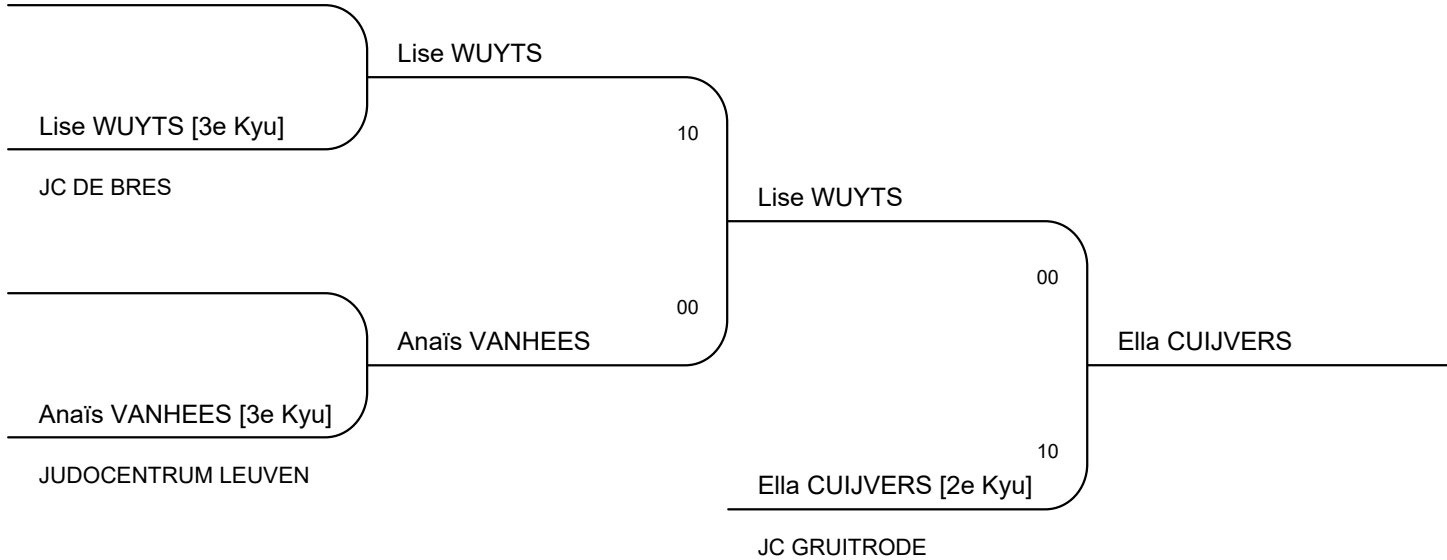 Lise WUYTS
Lise WUYTS [3e Kyu]
10
JC DE BRES
Lise WUYTS
00
00
Anaïs VANHEES
Ella CUIJVERS
Anaïs VANHEES [3e Kyu]
10
JUDOCENTRUM LEUVEN
Ella CUIJVERS [2e Kyu]
JC GRUITRODE